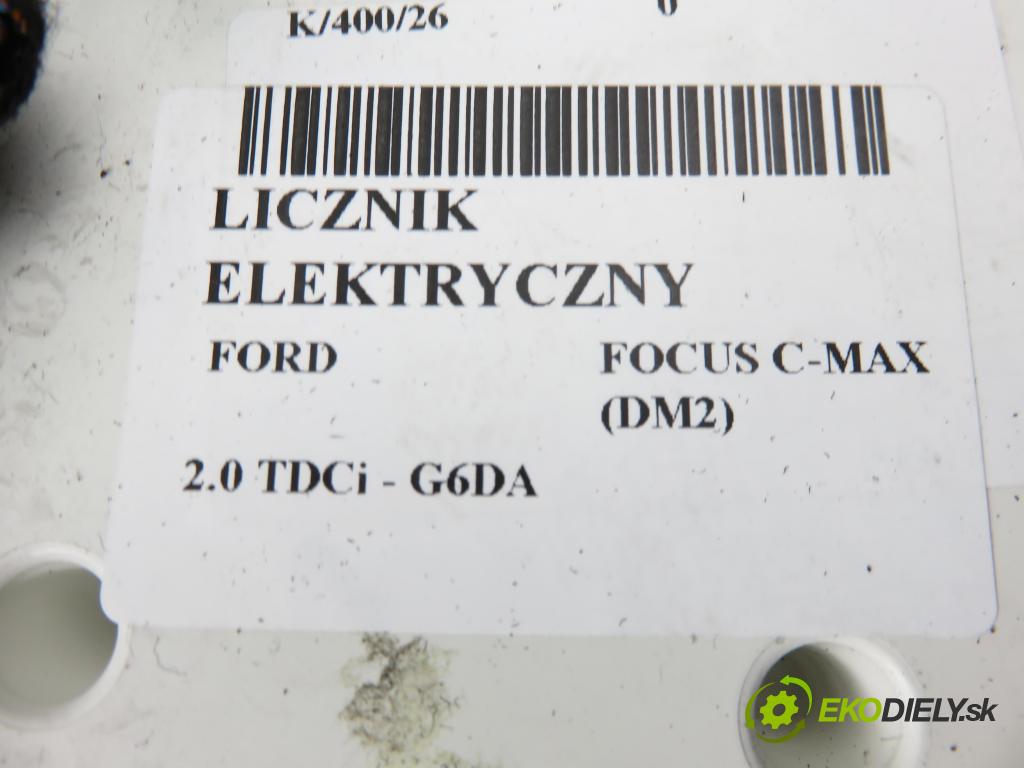 K/400/26 0
LICZNIK
ELEKTRYCZNY
FORD FOCUS C-MAX
(DM2)
2.0 TDCi - G6DA
EKODIELY.sk